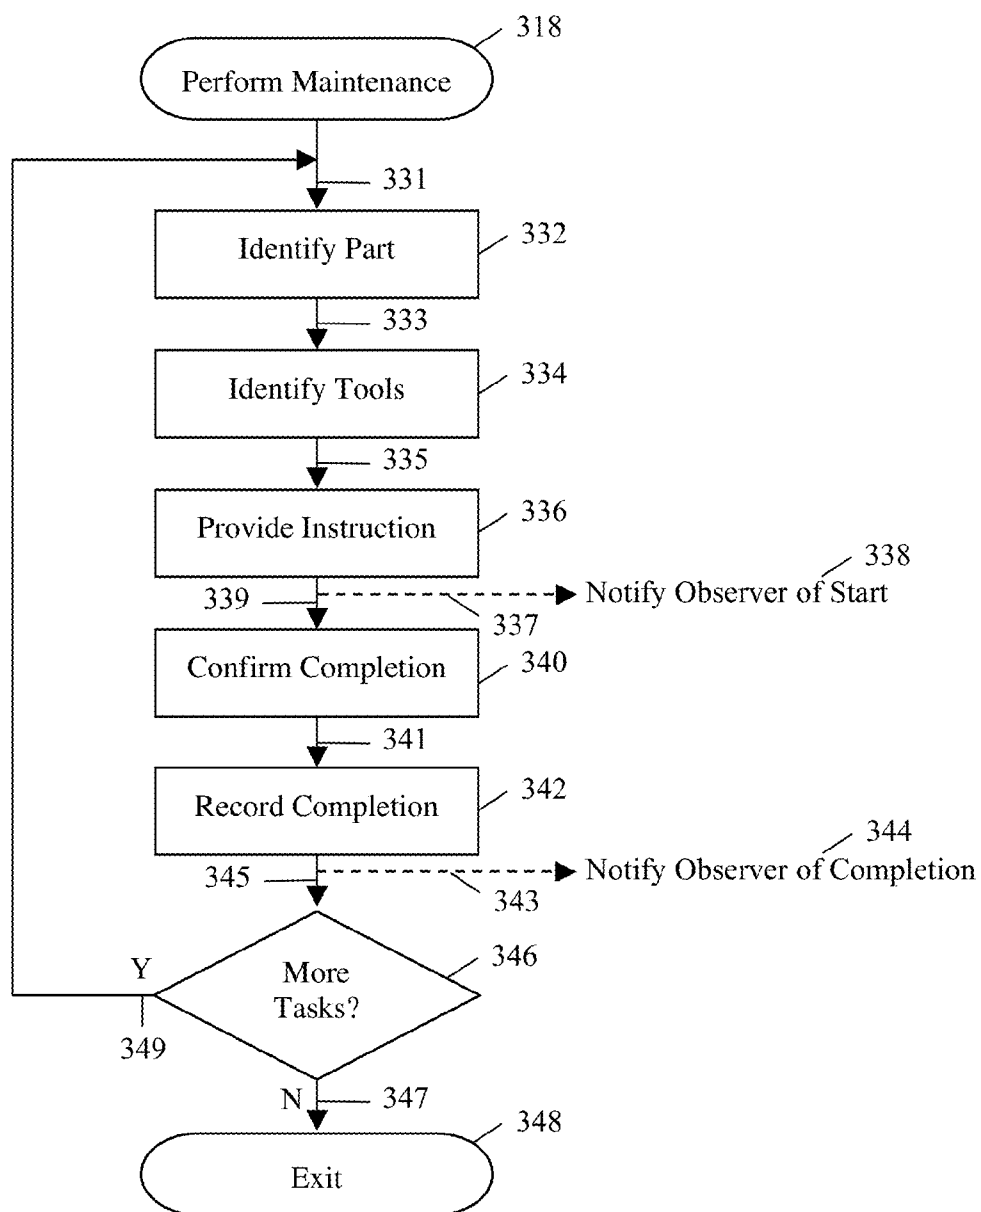 318
Perform Maintenance
331
Identify Part
332
333
Identify Tools
334
335
Provide Instruction
336
338
339
Notify Observer of Start
337
Confirm Completion
340
341
Record Completion
342
344
345
Notify Observer of Completion
343
Y
More
Tasks?
346
349
N
347
348
Exit